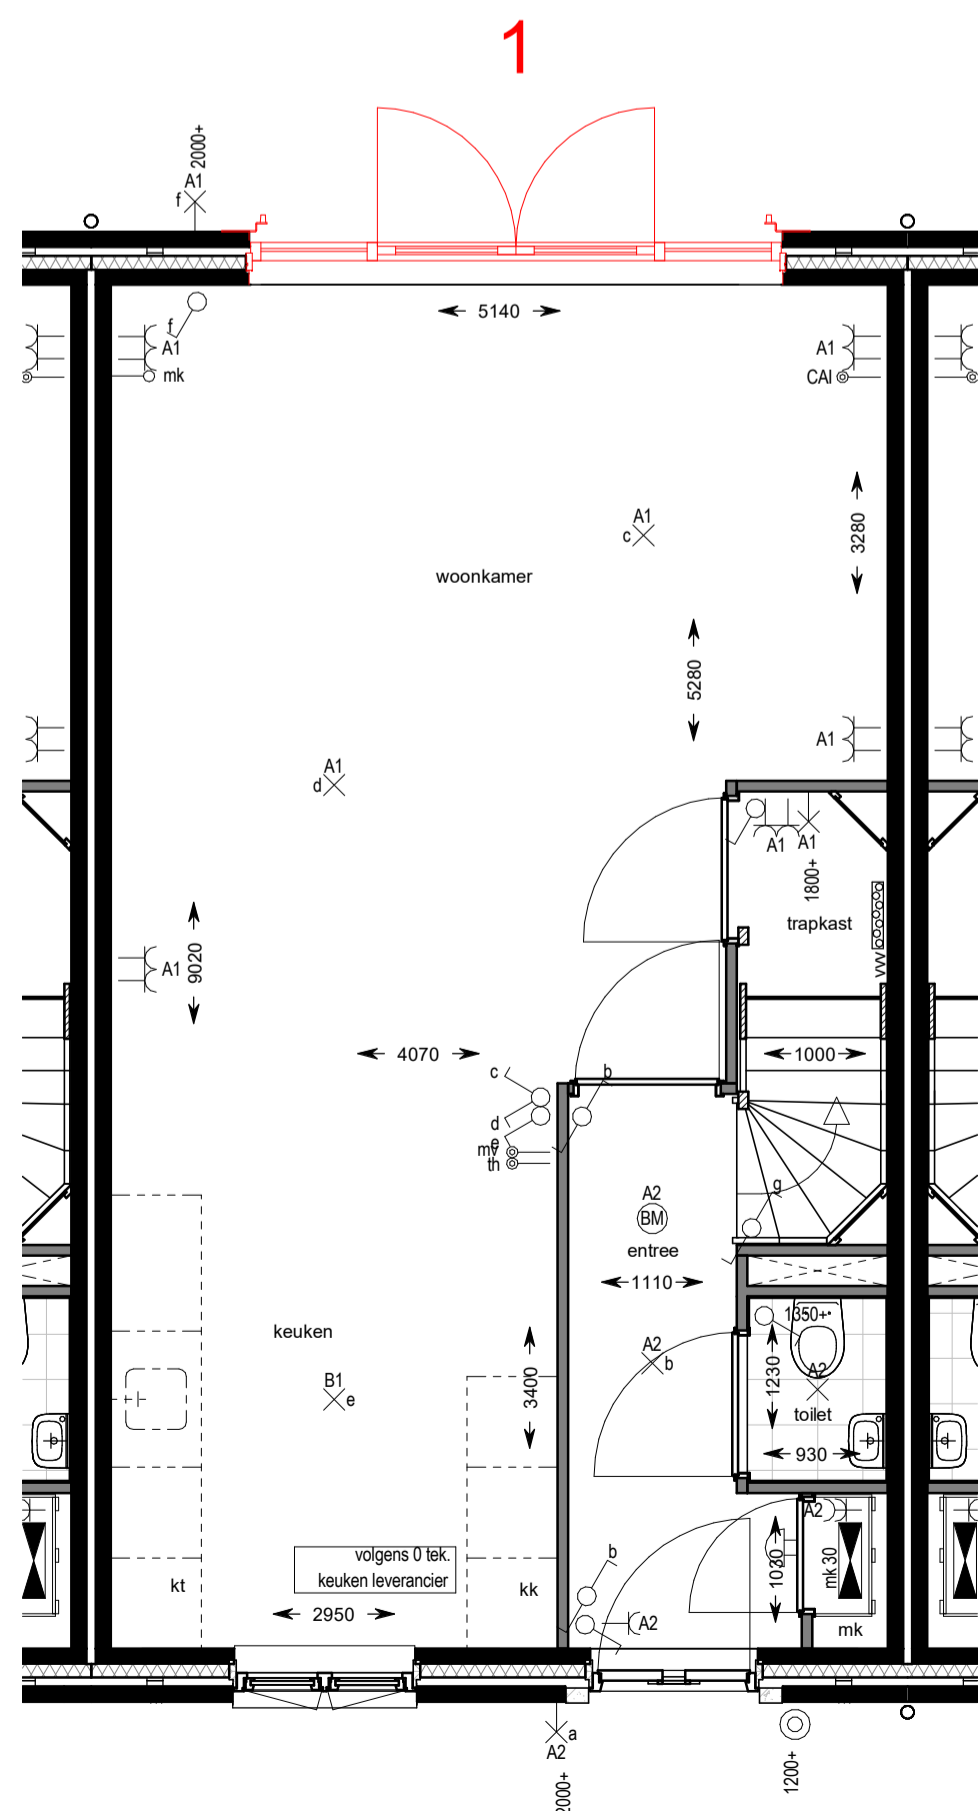 1
2000+
A1
f
5140
f
A1
mk
A1
CAI
3280
A1
c
woonkamer
5280
A1
A1
d
A1
A1
1800+
trapkast
VVV
A1
9020
4070
1000
c
b
d
e
mv
th
g
A2
BM
entree
1110
1350+
keuken
A2
b
1230
A2
B1
e
3400
toilet
930
A2
1030
mk30
volgens 0 tek.
keuken leverancier
b
kt
kk
2950
A2
mk
a
A2
2000+
1200+